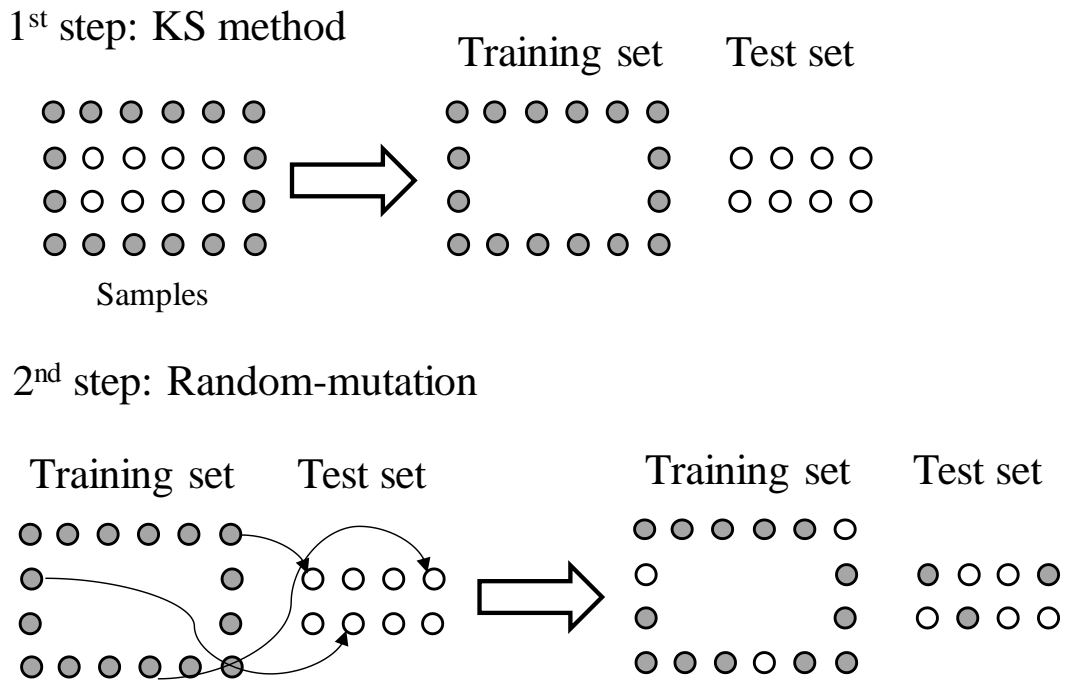 1st step: KS method
Training set
Test set
Samples
2nd step: Random-mutation
Training set
Test set
Training set
Test set